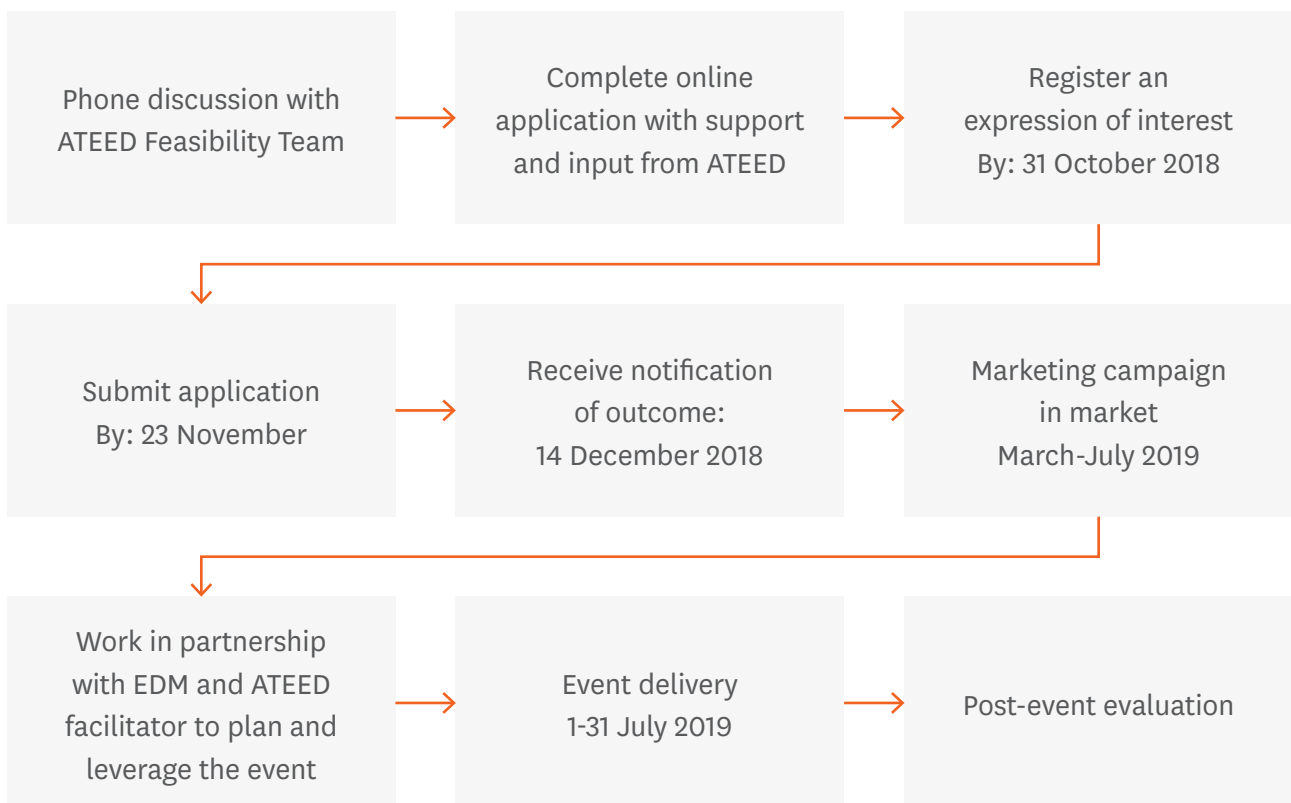 Phone discussion with
ATEED Feasibility Team
Complete online
application with support
and input from ATEED
Register an
expression of interest
By: 31 October 2018
Submit application
By: 23 November
Receive notification
of outcome:
14 December 2018
Marketing campaign
in market
March-July 2019
Work in partnership
with EDM and ATEED
facilitator to plan and
leverage the event
Event delivery
1-31 July 2019
Post-event evaluation